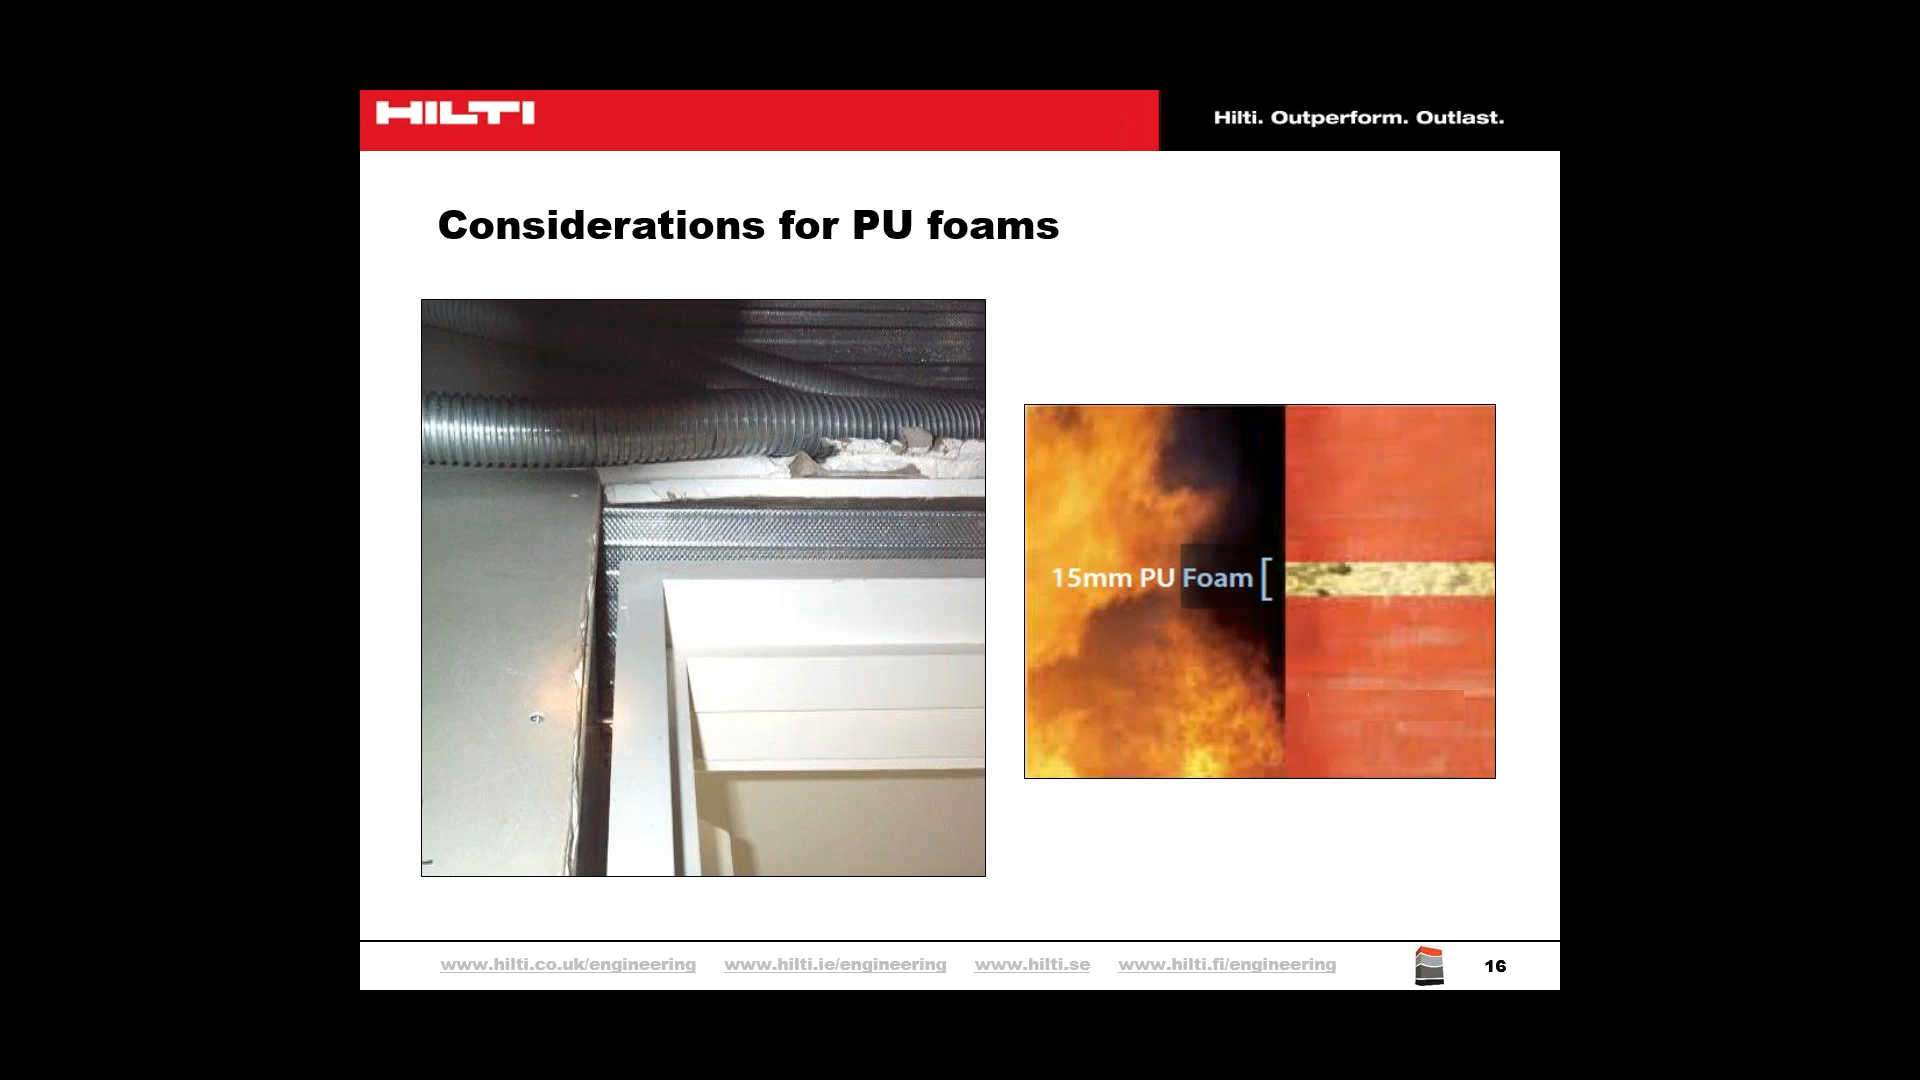 HILTI
Hilti. Outperform. Outlast.
Considerations for PU foams
15mm PU Foam [
www.hilti.co.uk/engineering www.hilti.ie/engineering www.hilti.se www.hilti.fi/engineering
16